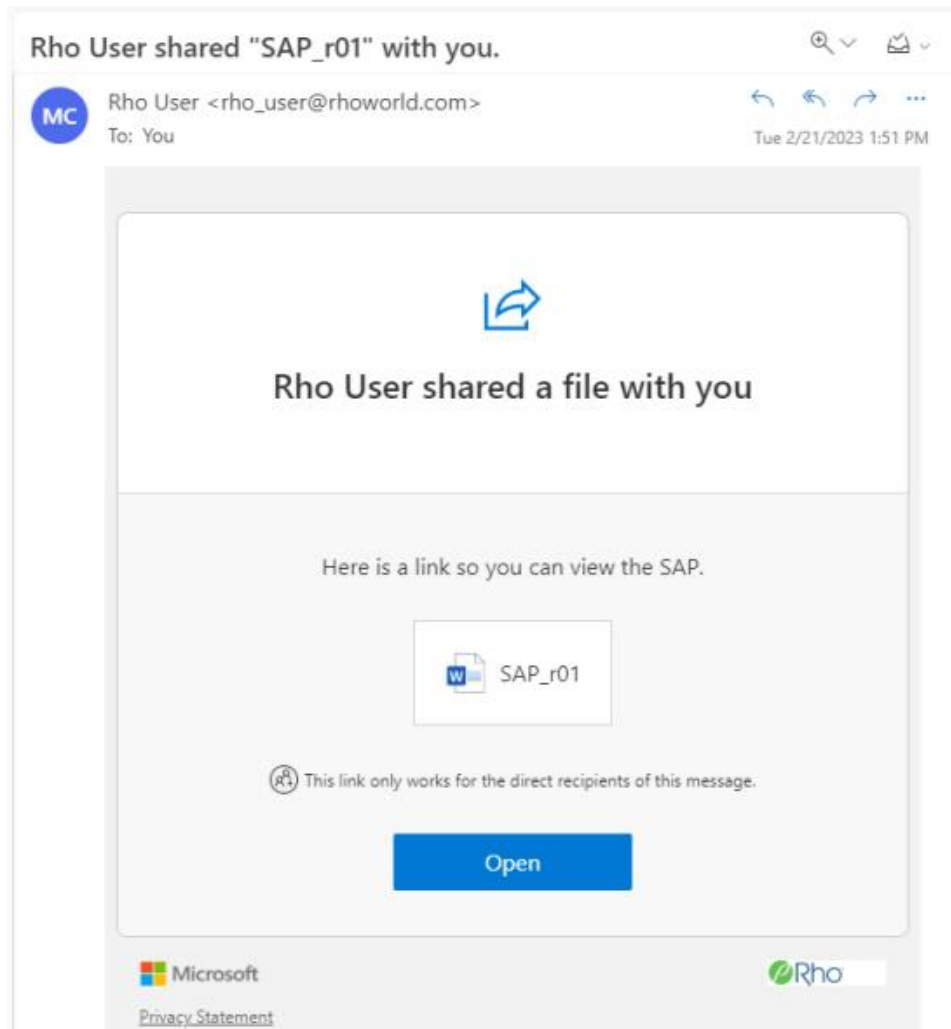 Rho User shared "SAP_r01" with you.
MC
Rho User <rho_user@rhoworld.com>
To: You
Tue 2/21/2023 1:51 PM
Rho User shared a file with you
Here is a link so you can view the SAP.
W
SAP_r01
This link only works for the direct recipients of this message.
Open
Microsoft
Rho
Privacy Statement